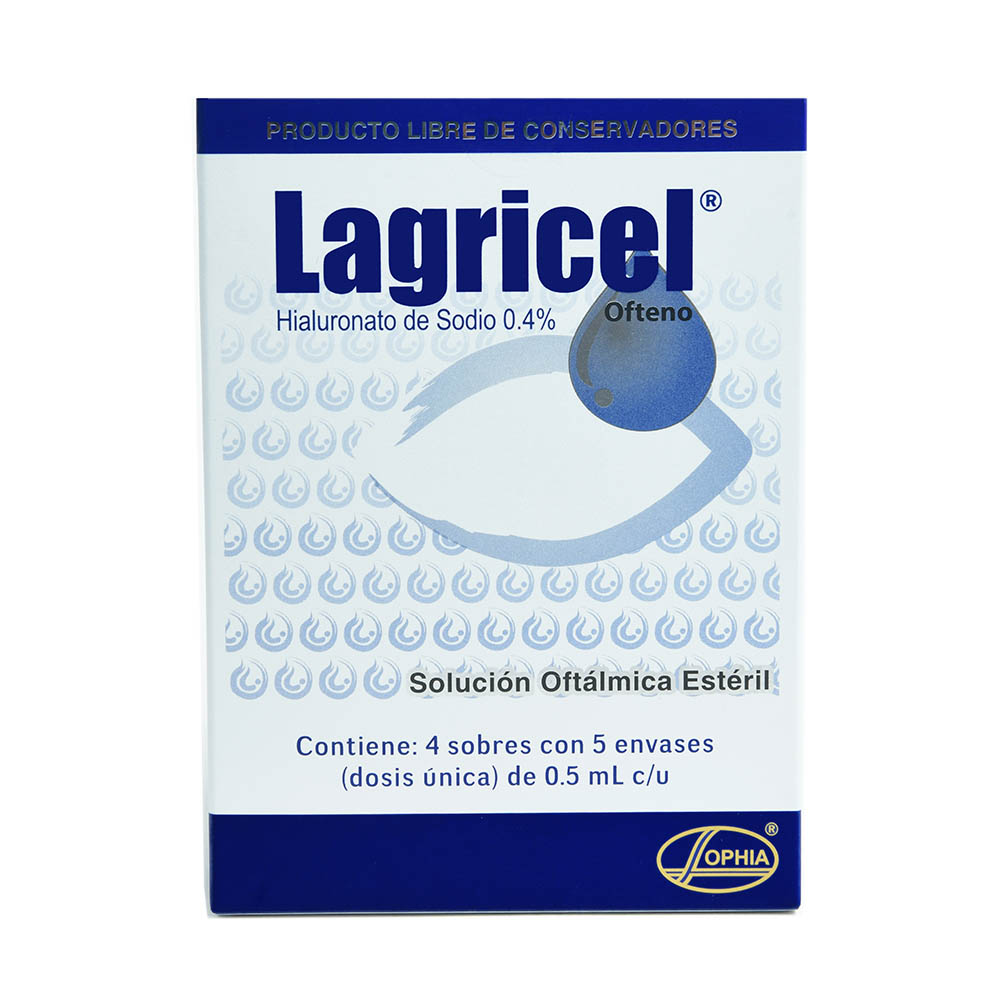 PRODUCTO LIBRE DE CONSERVADORES
Lagricel®
Ofteno
Hialuronato de Sodio 0.4%
Solución Oftálmica Estéril
Contiene: 4 sobres con 5 envases
(dosis única) de 0.5 mL c/u
SOPHIA®